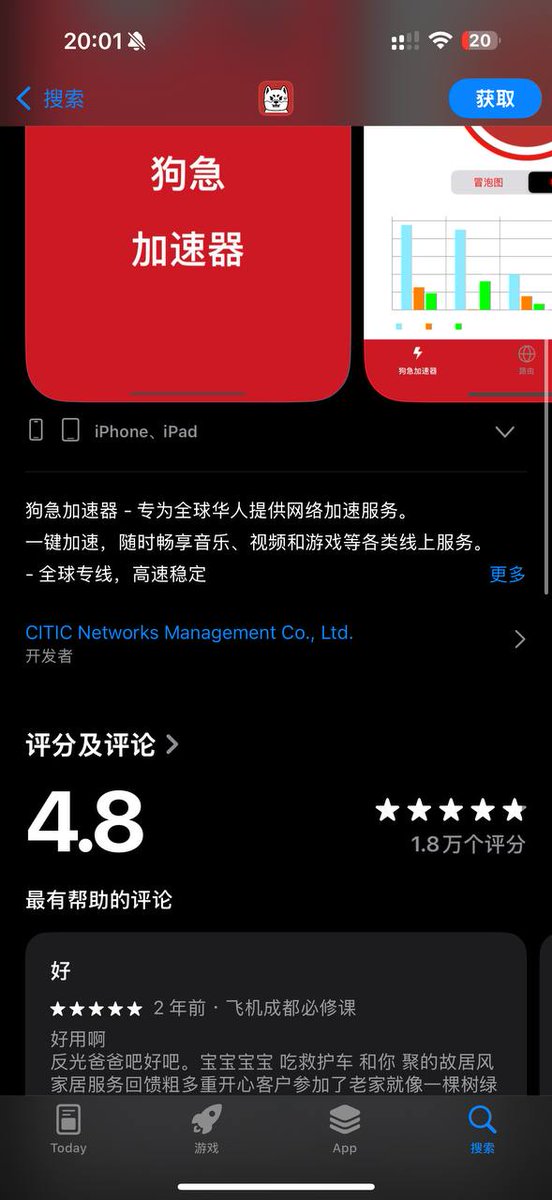 20:01
20
搜索
获取
狗急
加速器
冒泡图
狗急加速器
路由
iPhone、iPad
狗急加速器 - 专为全球华人提供网络加速服务。
一键加速，随时畅享音乐、视频和游戏等各类线上服务。
- 全球专线，高速稳定
更多
CITIC Networks Management Co., Ltd.
开发者
评分及评论
4.8
1.8万个评分
最有帮助的评论
好
2 年前 · 飞机成都必修课
好用啊
反光爸爸吧好吧。宝宝宝宝 吃救护车 和你 聚的故居风
家居服务回馈粗多重开心客户参加了老家就像一棵树绿
Today
游戏
App
搜索